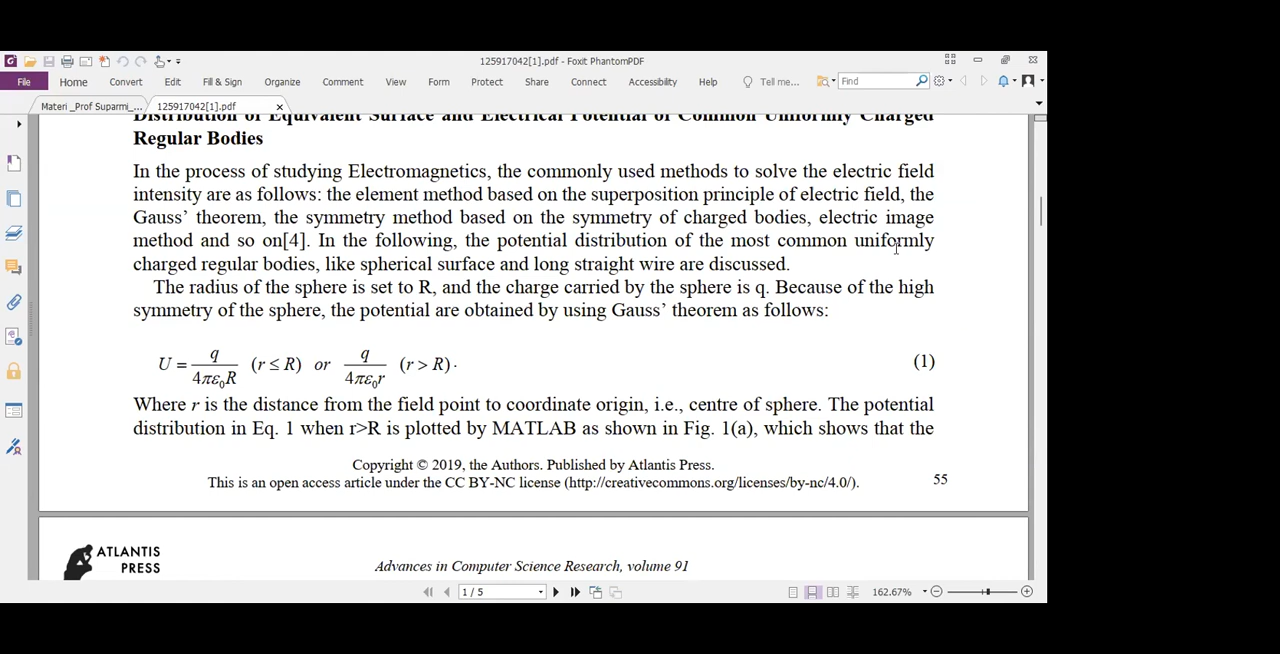 125917042[1].pdf - Foxit PhantomPDF
File Home Convert Edit Fill & Sign Organize Comment View Form Protect Share Connect Accessibility Help Tell me... Find
Materi _Prof Suparmi_... 125917042[1].pdf
Distribution of Equivalent Surface and Electrical Potential of Common Uniformly Charged
Regular Bodies
In the process of studying Electromagnetics, the commonly used methods to solve the electric field
intensity are as follows: the element method based on the superposition principle of electric field, the
Gauss’ theorem, the symmetry method based on the symmetry of charged bodies, electric image
method and so on[4]. In the following, the potential distribution of the most common uniformly
charged regular bodies, like spherical surface and long straight wire are discussed.
The radius of the sphere is set to R, and the charge carried by the sphere is q. Because of the high
symmetry of the sphere, the potential are obtained by using Gauss’ theorem as follows:
U = q / 4πε₀R (r ≤ R) or q / 4πε₀r (r > R). (1)
Where r is the distance from the field point to coordinate origin, i.e., centre of sphere. The potential
distribution in Eq. 1 when r>R is plotted by MATLAB as shown in Fig. 1(a), which shows that the
Copyright © 2019, the Authors. Published by Atlantis Press.
This is an open access article under the CC BY-NC license (http://creativecommons.org/licenses/by-nc/4.0/).
55
ATLANTIS
PRESS
Advances in Computer Science Research, volume 91
1 / 5
162.67%